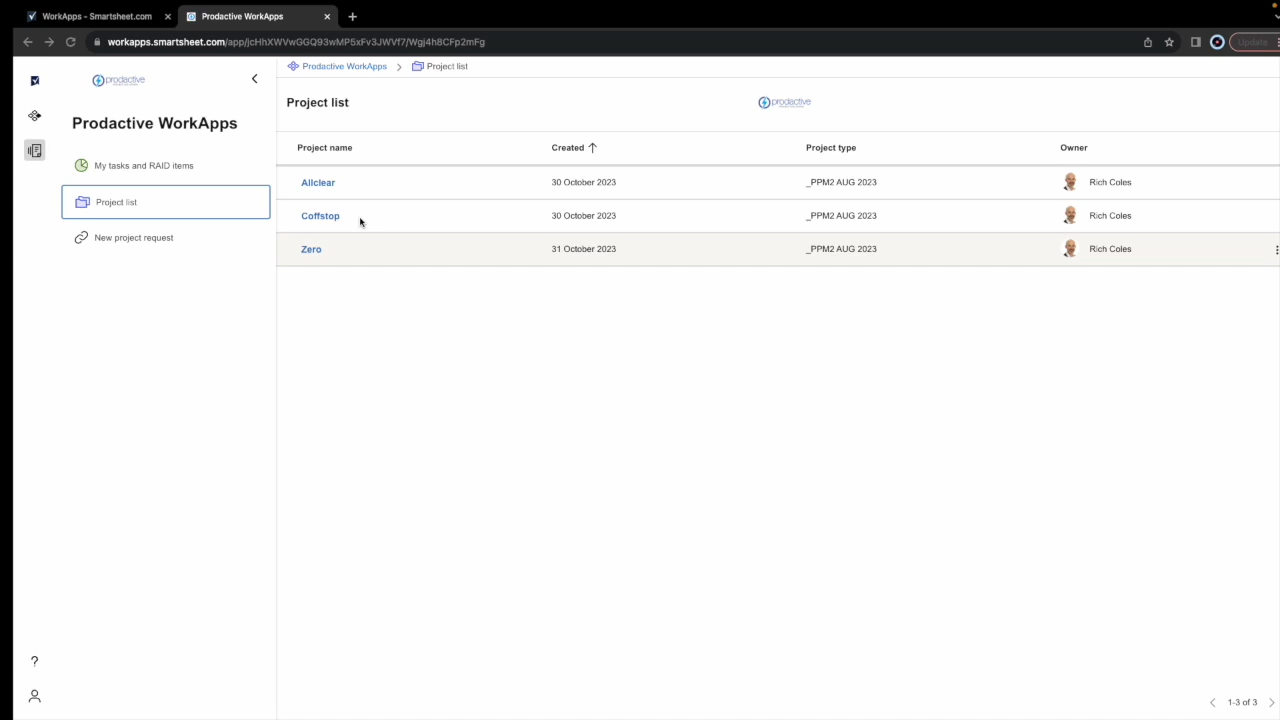 WorkApps - Smartsheet.com
Prodactive WorkApps
workapps.smartsheet.com/app/jcHhXWVwGGQ93wMP5xFv3JWVf7/Wgj4h8CFp2mFg
Update
prodactive
Prodactive WorkApps
My tasks and RAID items
Project list
New project request
?
Prodactive WorkApps > Project list
Project list
prodactive
Project name Created Project type Owner
Allclear 30 October 2023 _PPM2 AUG 2023 Rich Coles
Coffstop 30 October 2023 _PPM2 AUG 2023 Rich Coles
Zero 31 October 2023 _PPM2 AUG 2023 Rich Coles
1-3 of 3